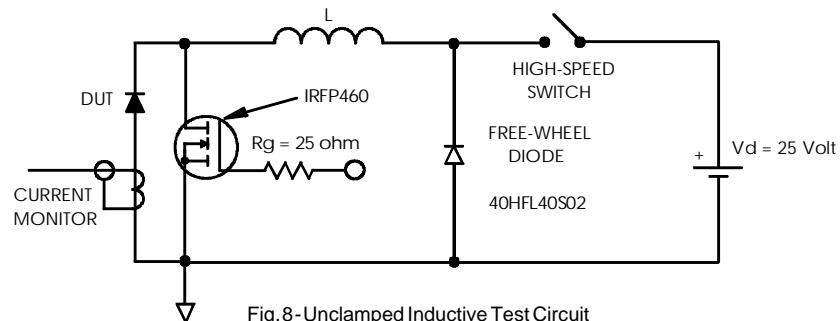 L
HIGH-SPEED
SWITCH
DUT
IRFP460
Rg = 25 ohm
FREE-WHEEL
DIODE
40HFL40S02
+
Vd = 25 Volt
CURRENT
MONITOR
Fig. 8 - Unclamped Inductive Test Circuit